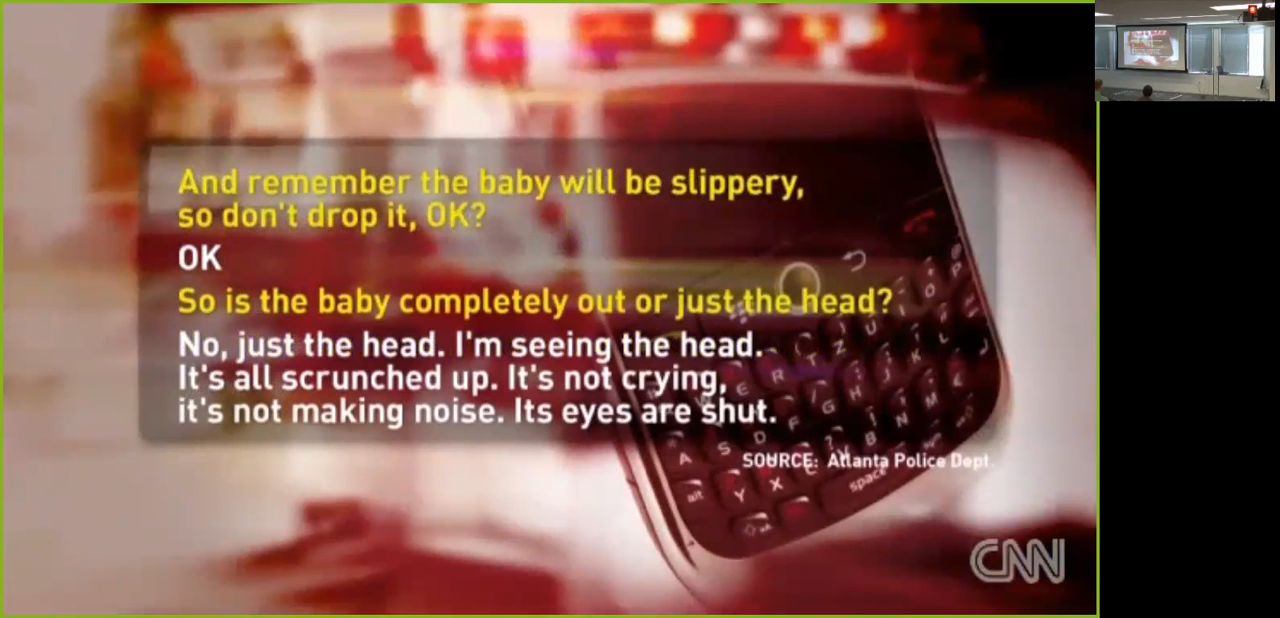 And remember the baby will be slippery,
so don't drop it, OK?
OK
So is the baby completely out or just the head?
No, just the head. I'm seeing the head.
It's all scrunched up. It's not crying,
it's not making noise. Its eyes are shut.
SOURCE: Atlanta Police Dept.
CNN